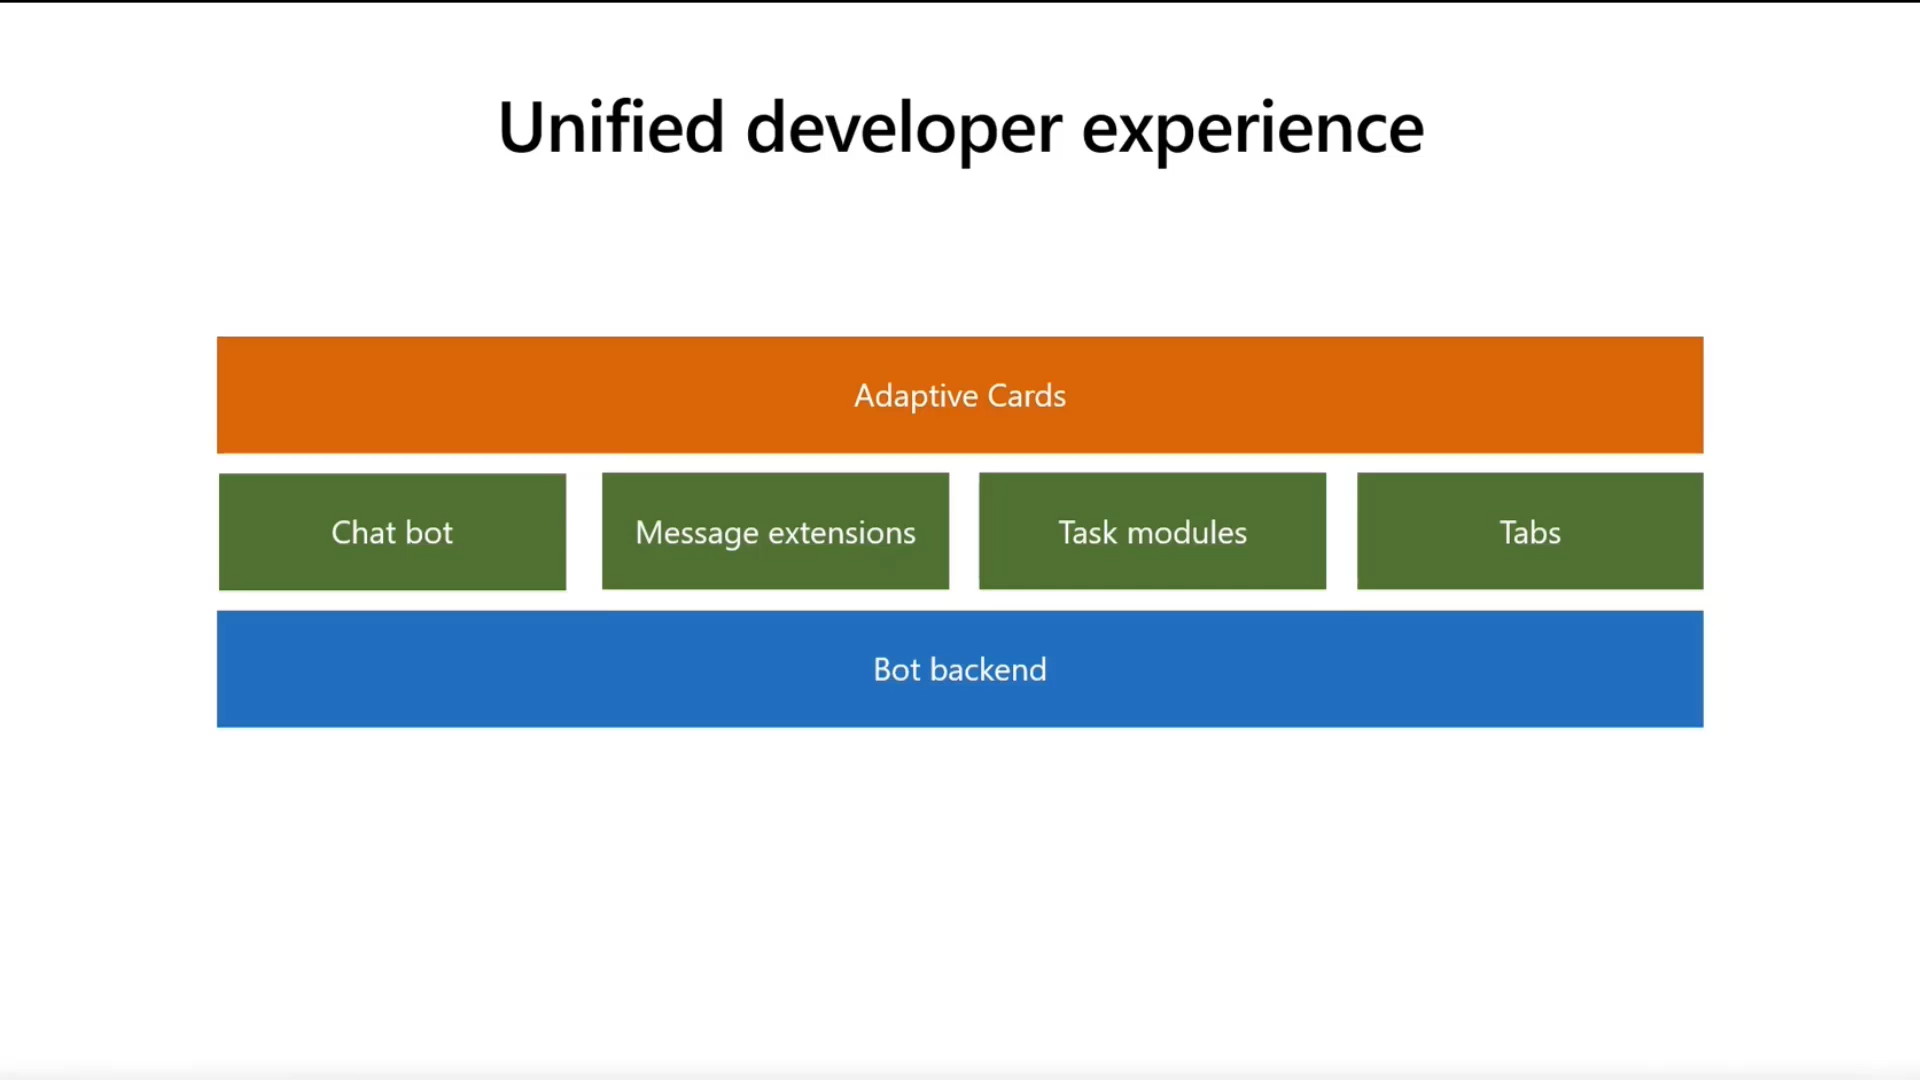 Unified developer experience
Adaptive Cards
Chat bot
Message extensions
Task modules
Tabs
Bot backend